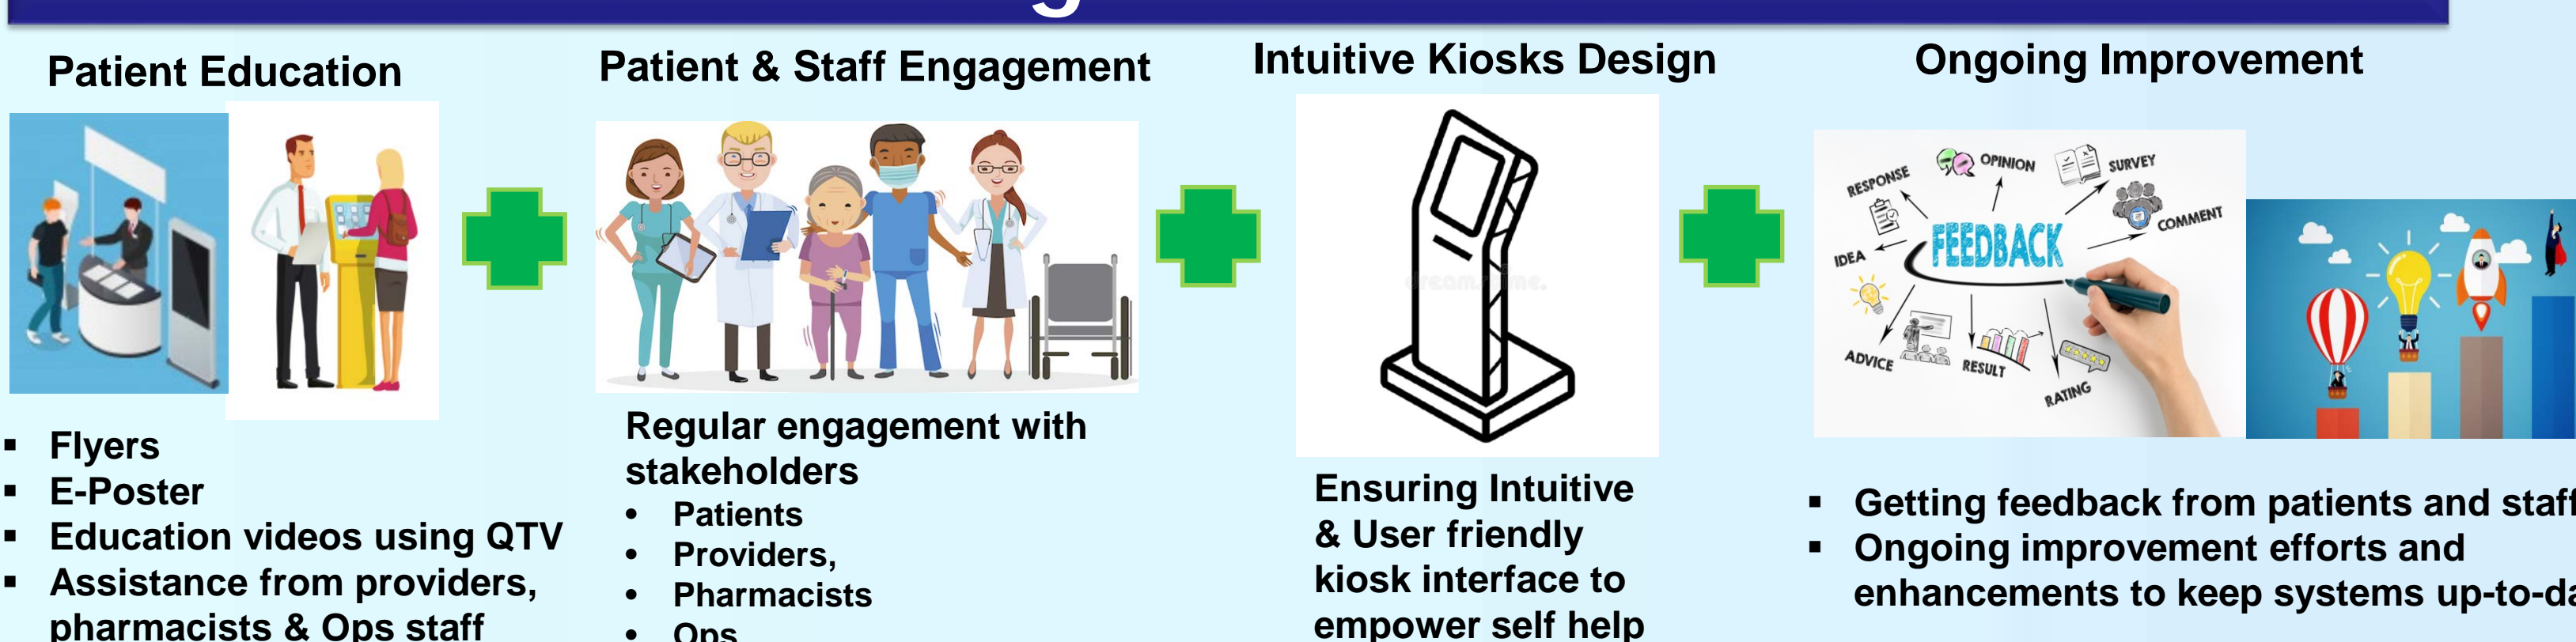 Patient Education
Patient & Staff Engagement
Intuitive Kiosks Design
Ongoing Improvement
RESPONSE
OPINION
SURVEY
COMMENT
IDEA
FEEDBACK
ADVICE
RESULT
RATING
▪ Flyers
▪ E-Poster
▪ Education videos using QTV
▪ Assistance from providers,
pharmacists & Ops staff
Regular engagement with
stakeholders
• Patients
• Providers,
• Pharmacists
• Ops
Ensuring Intuitive
& User friendly
kiosk interface to
empower self help
▪ Getting feedback from patients and staff
▪ Ongoing improvement efforts and
enhancements to keep systems up-to-da